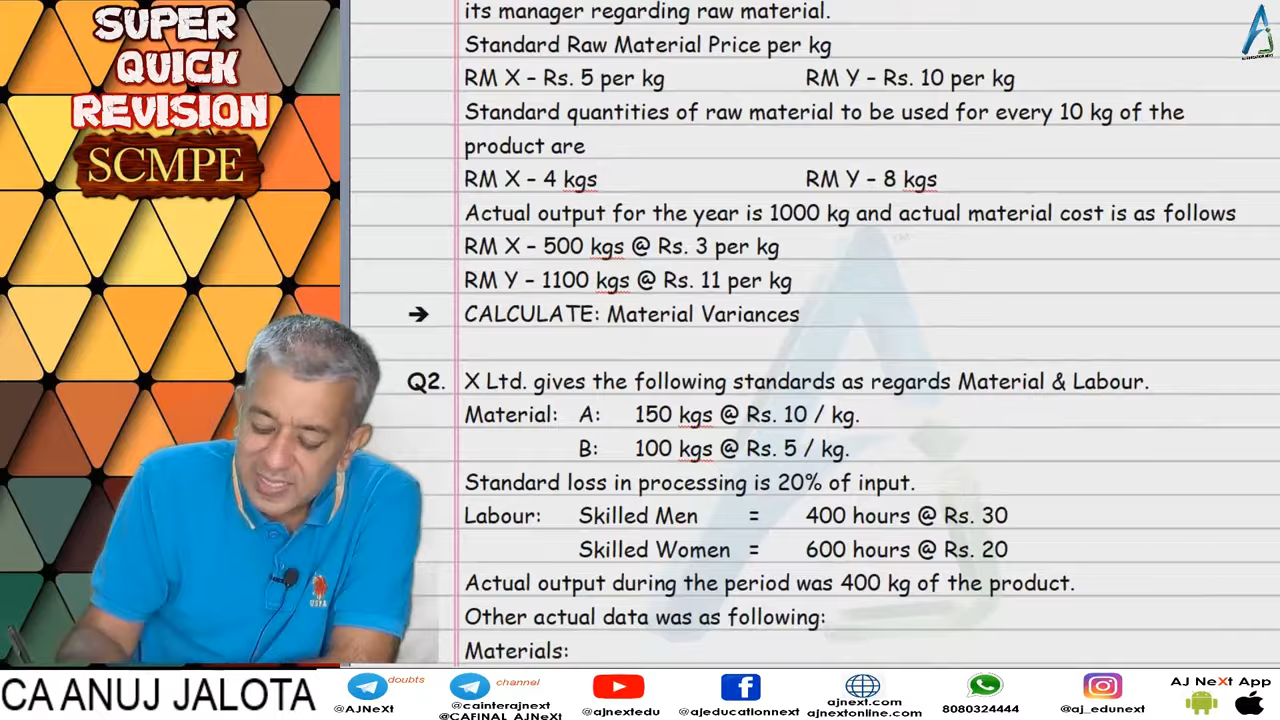 SUPER
QUICK
REVISION
SCMPE
its manager regarding raw material.
Standard Raw Material Price per kg
RM X – Rs. 5 per kg RM Y – Rs. 10 per kg
Standard quantities of raw material to be used for every 10 kg of the
product are
RM X – 4 kgs RM Y – 8 kgs
Actual output for the year is 1000 kg and actual material cost is as follows
RM X – 500 kgs @ Rs. 3 per kg
RM Y – 1100 kgs @ Rs. 11 per kg
➔ CALCULATE: Material Variances
Q2. X Ltd. gives the following standards as regards Material & Labour.
Material: A: 150 kgs @ Rs. 10 / kg.
B: 100 kgs @ Rs. 5 / kg.
Standard loss in processing is 20% of input.
Labour: Skilled Men = 400 hours @ Rs. 30
Skilled Women = 600 hours @ Rs. 20
Actual output during the period was 400 kg of the product.
Other actual data was as following:
Materials:
CA ANUJ JALOTA
doubts
@AJNeXt
channel
@cainterajnext
@CAFINAL_AJNeXt
@ajnextedu
@ajeducationnext
ajnext.com
ajnextonline.com
8080324444
@aj_edunext
AJ NeXt App